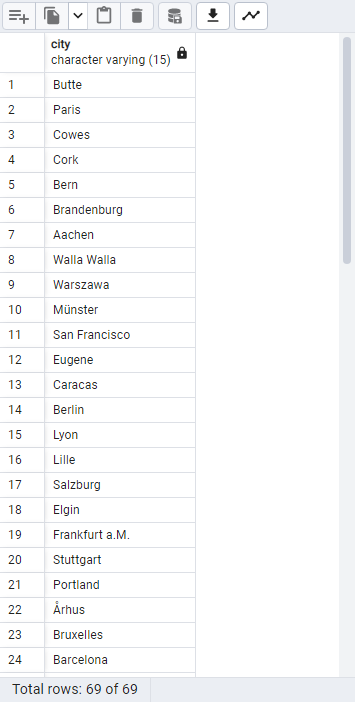 city
character varying (15)
1 Butte
2 Paris
3 Cowes
4 Cork
5 Bern
6 Brandenburg
7 Aachen
8 Walla Walla
9 Warszawa
10 Münster
11 San Francisco
12 Eugene
13 Caracas
14 Berlin
15 Lyon
16 Lille
17 Salzburg
18 Elgin
19 Frankfurt a.M.
20 Stuttgart
21 Portland
22 Århus
23 Bruxelles
24 Barcelona
Total rows: 69 of 69